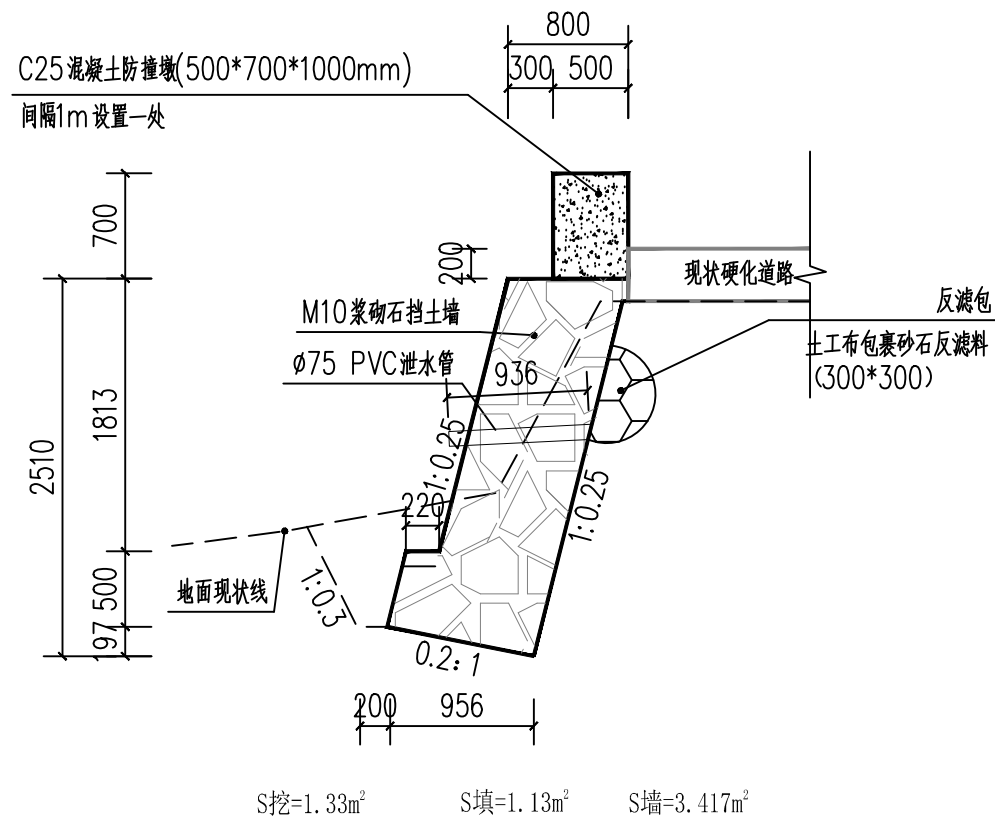 800
300 500
C25混凝土防撞墩(500*700*1000mm)
间隔1m设置一处
700
200
现状硬化道路
反滤包
M10浆砌石挡土墙
土工布包裹砂石反滤料
(300*300)
φ75 PVC泄水管
936
1813
2510
1:0.25
1:0.25
220
500
地面现状线
1:0.3
97
0.2:1
200 956
S挖=1.33m²
S填=1.13m²
S墙=3.417m²